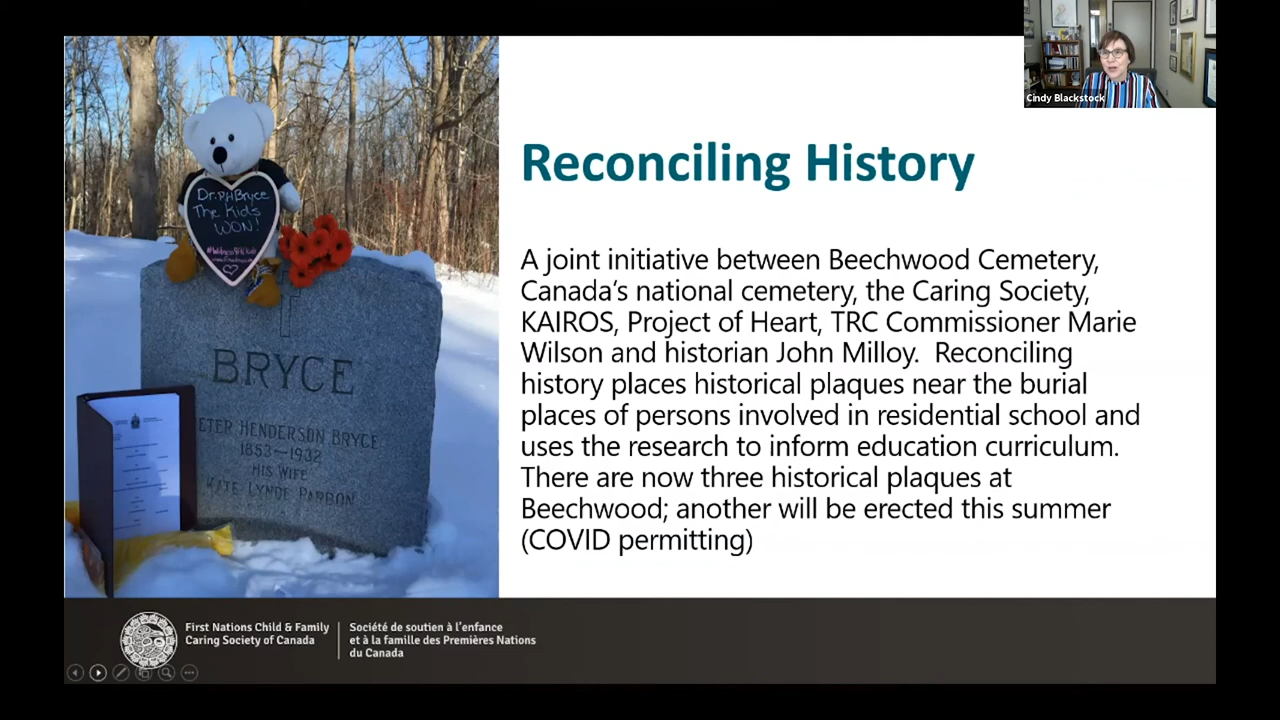 Cindy Blackstock
Reconciling History
A joint initiative between Beechwood Cemetery,
Canada's national cemetery, the Caring Society,
KAIROS, Project of Heart, TRC Commissioner Marie
Wilson and historian John Milloy.  Reconciling
history places historical plaques near the burial
places of persons involved in residential school and
uses the research to inform education curriculum.
There are now three historical plaques at
Beechwood; another will be erected this summer
(COVID permitting)
Dr. PH Bryce
The Kids
WON!
BRYCE
ETER HENDERSON BRYCE
1853–1932
HIS WIFE
KATE LYNDE PARDON
First Nations Child & Family
Caring Society of Canada
Société de soutien à l'enfance
et à la famille des Premières Nations
du Canada